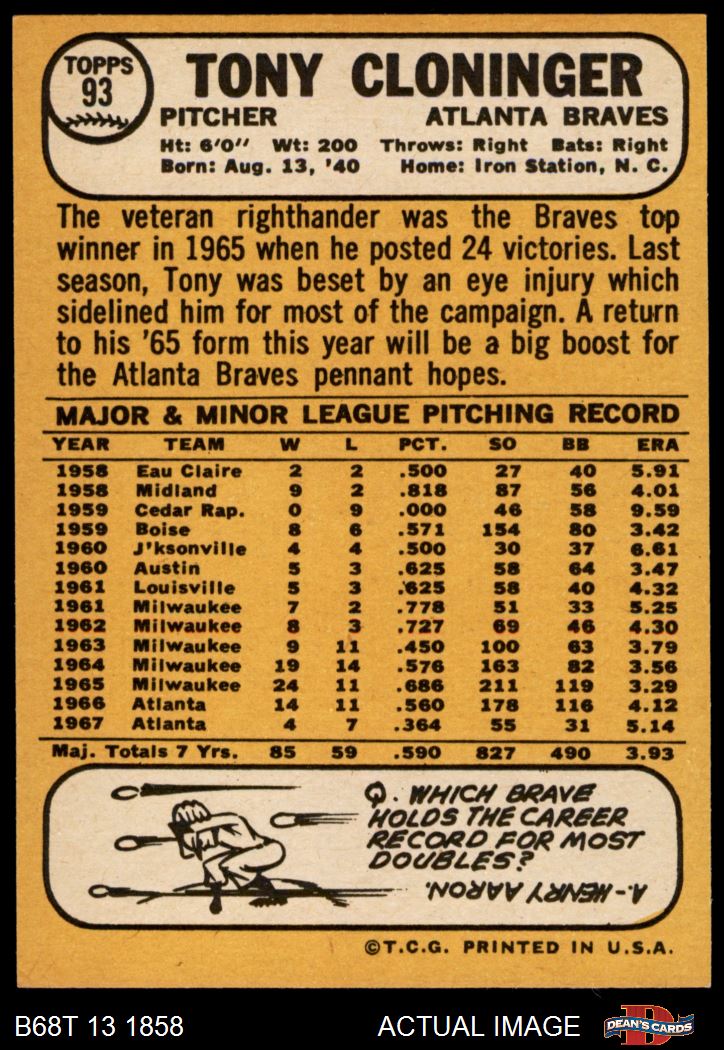 TOPPS
93
TONY CLONINGER
PITCHER ATLANTA BRAVES
Ht: 6'0" Wt: 200 Throws: Right Bats: Right
Born: Aug. 13, '40 Home: Iron Station, N. C.
The veteran righthander was the Braves top
winner in 1965 when he posted 24 victories. Last
season, Tony was beset by an eye injury which
sidelined him for most of the campaign. A return
to his '65 form this year will be a big boost for
the Atlanta Braves pennant hopes.
MAJOR & MINOR LEAGUE PITCHING RECORD
YEAR TEAM W L PCT. SO BB ERA
1958 Eau Claire 2 2 .500 27 40 5.91
1958 Midland 9 2 .818 87 56 4.01
1959 Cedar Rap. 0 9 .000 46 58 9.59
1959 Boise 8 6 .571 154 80 3.42
1960 J'ksonville 4 4 .500 30 37 6.61
1960 Austin 5 3 .625 58 64 3.47
1961 Louisville 5 3 .625 58 40 4.32
1961 Milwaukee 7 2 .778 51 33 5.25
1962 Milwaukee 8 3 .727 69 46 4.30
1963 Milwaukee 9 11 .450 100 63 3.79
1964 Milwaukee 19 14 .576 163 82 3.56
1965 Milwaukee 24 11 .686 211 119 3.29
1966 Atlanta 14 11 .560 178 116 4.12
1967 Atlanta 4 7 .364 55 31 5.14
Maj. Totals 7 Yrs. 85 59 .590 827 490 3.93
Q. WHICH BRAVE
HOLDS THE CAREER
RECORD FOR MOST
DOUBLES?
A-HENRY AARON.
©T.C.G. PRINTED IN U.S.A.
B68T 13 1858 ACTUAL IMAGE DEAN'S CARDS